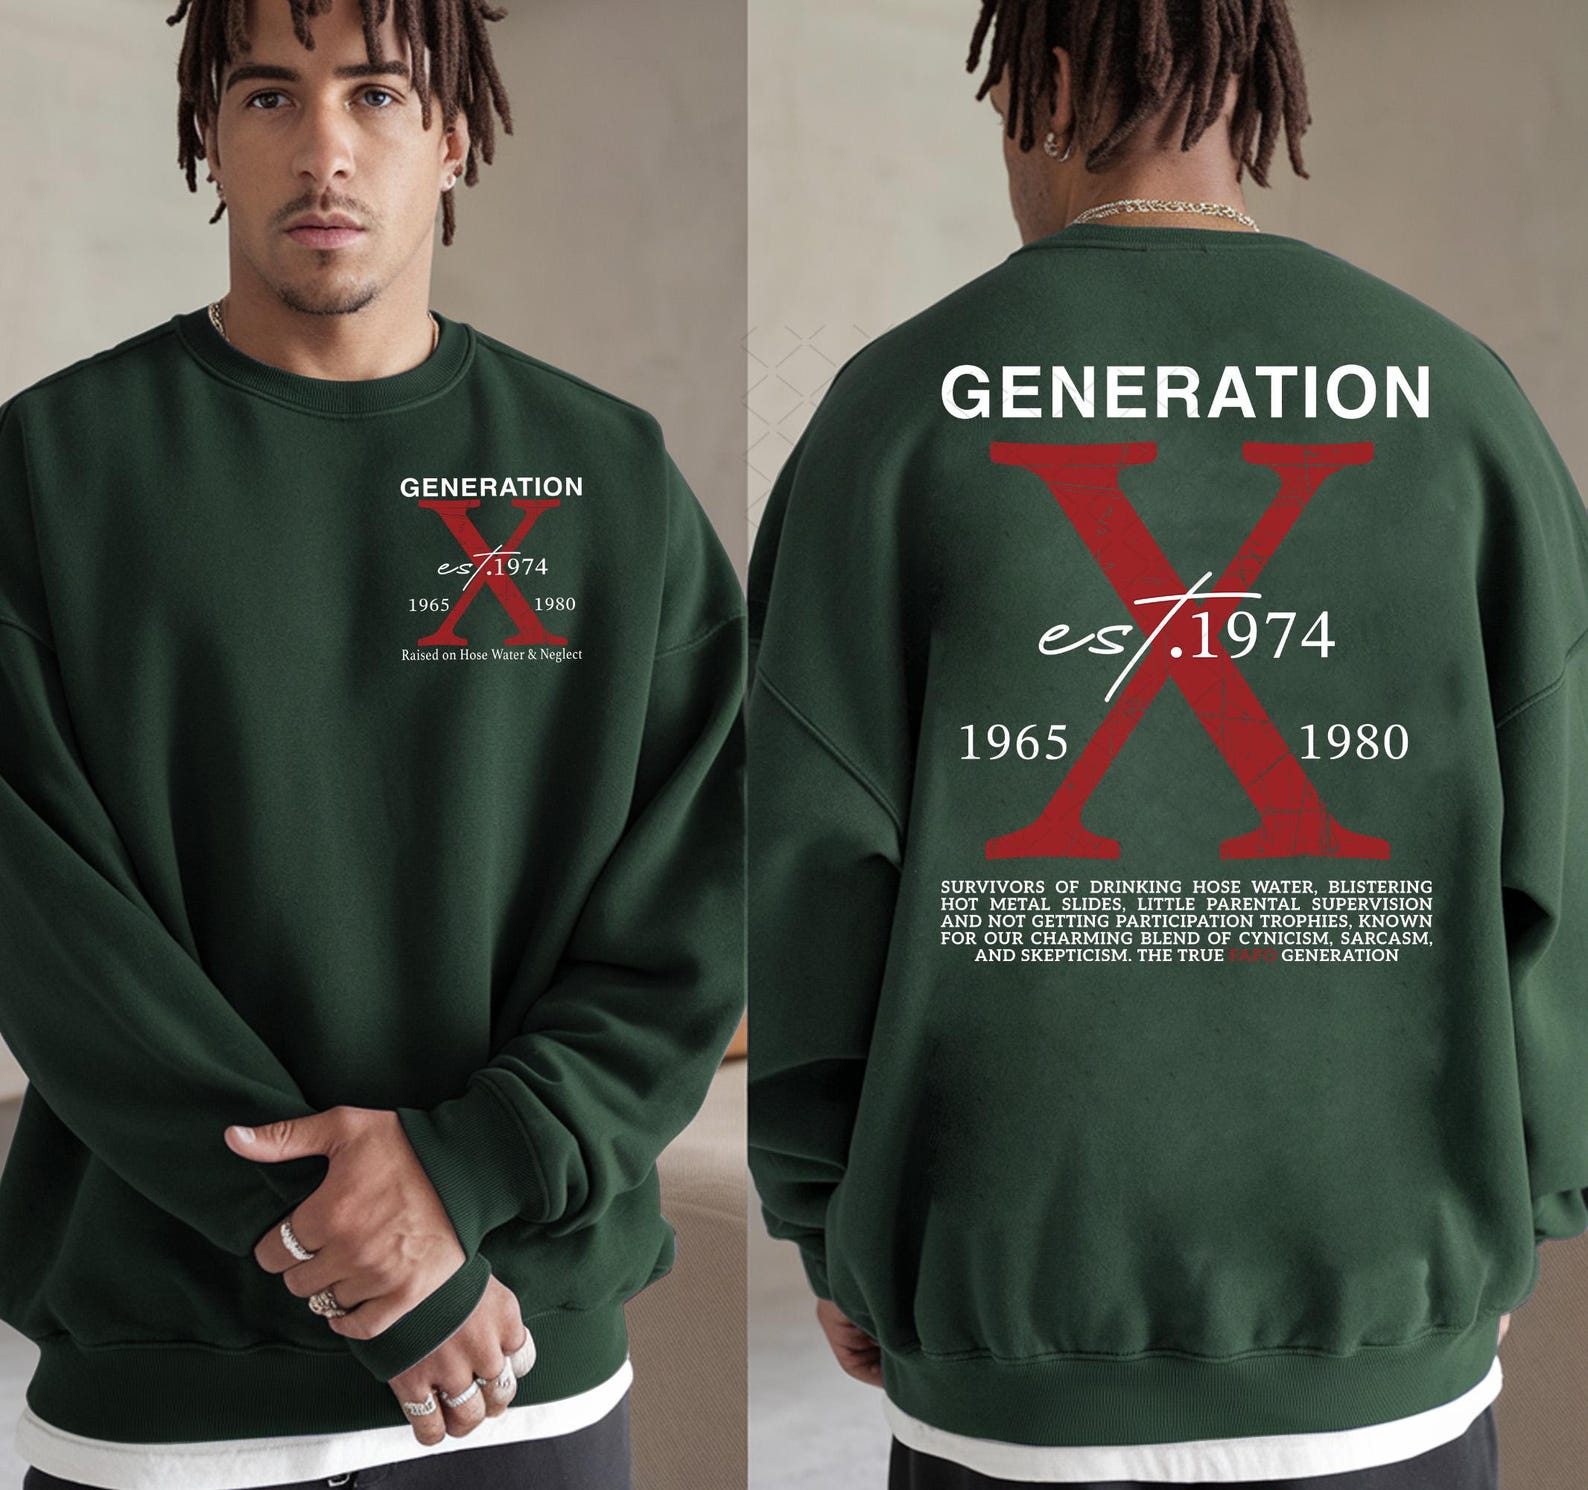 GENERATION
X
est.1974
1965 1980
Raised on Hose Water & Neglect
GENERATION
X
est.1974
1965 1980
SURVIVORS OF DRINKING HOSE WATER, BLISTERING
HOT METAL SLIDES, LITTLE PARENTAL SUPERVISION
AND NOT GETTING PARTICIPATION TROPHIES, KNOWN
FOR OUR CHARMING BLEND OF CYNICISM, SARCASM,
AND SKEPTICISM. THE TRUE FAFO GENERATION